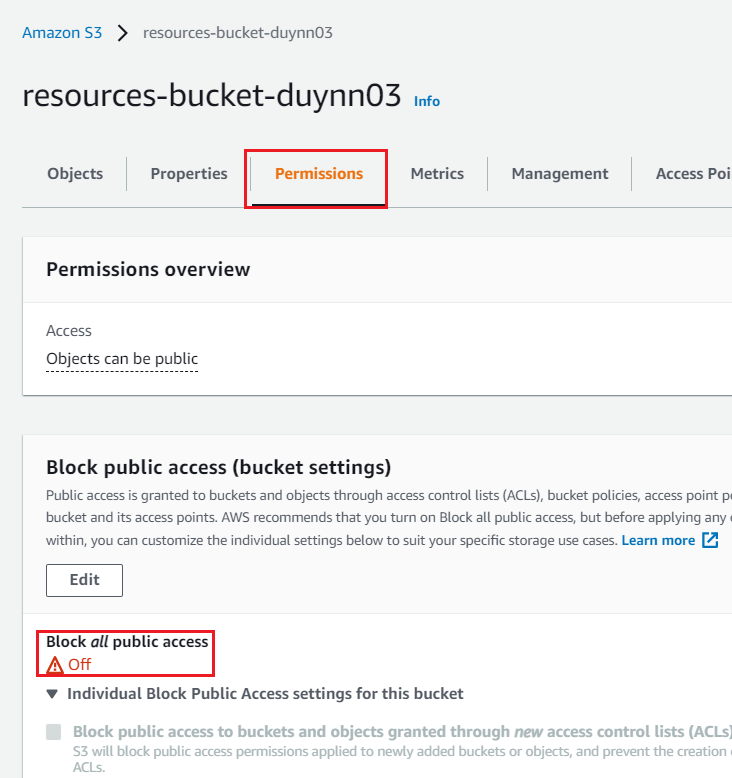 Amazon S3 > resources-bucket-duynn03
resources-bucket-duynn03 Info
Objects Properties Permissions Metrics Management Access Poi
Permissions overview
Access
Objects can be public
Block public access (bucket settings)
Public access is granted to buckets and objects through access control lists (ACLs), bucket policies, access point p
bucket and its access points. AWS recommends that you turn on Block all public access, but before applying any
within, you can customize the individual settings below to suit your specific storage use cases. Learn more
Edit
Block all public access
Off
Individual Block Public Access settings for this bucket
Block public access to buckets and objects granted through new access control lists (ACLs)
S3 will block public access permissions applied to newly added buckets or objects, and prevent the creation
ACLs.